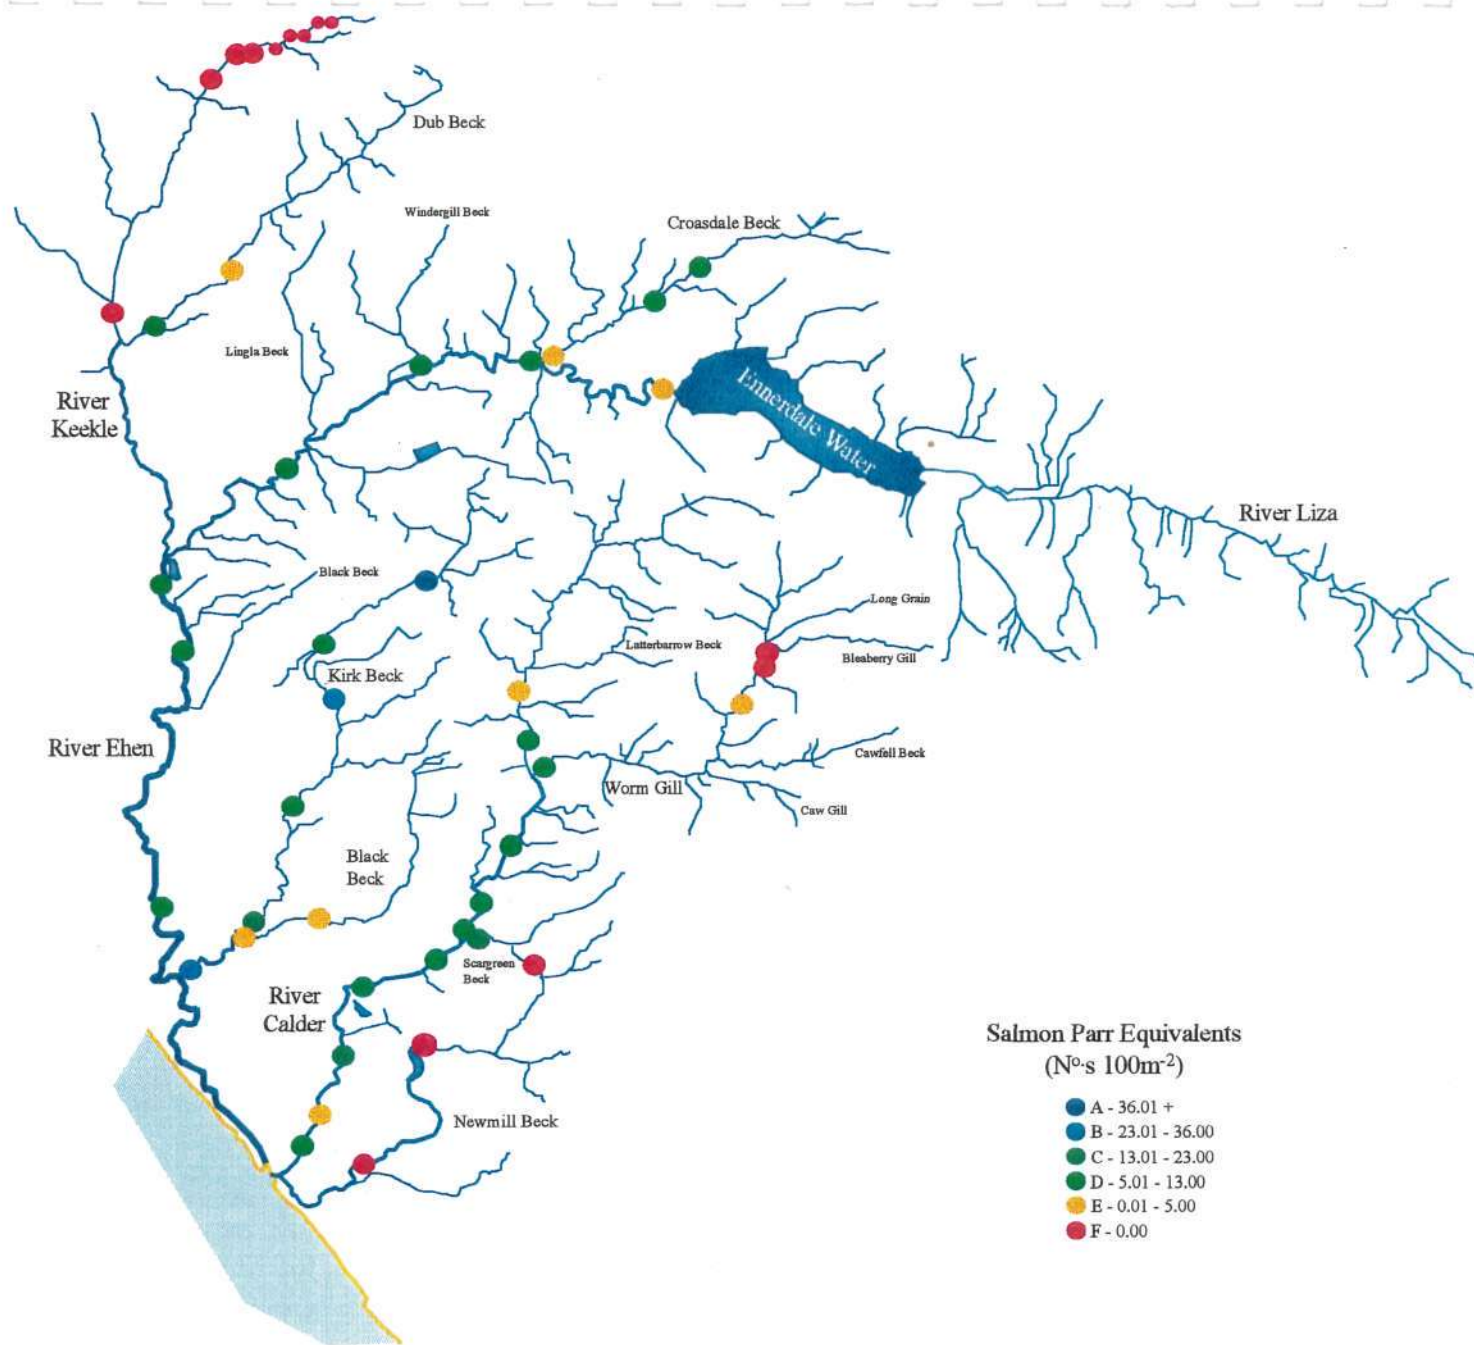 Dub Beck
Windergill Beck
Croasdale Beck
Lingla Beck
River
Keekle
Ennerdale Water
River Liza
Black Beck
Long Grain
Latterbarrow Beck
Bleaberry Gill
Kirk Beck
River Ehen
Cawfell Beck
Worm Gill
Caw Gill
Black
Beck
Scargreen
Beck
River
Calder
Newmill Beck
Salmon Parr Equivalents
(Nº·s 100m-2)
A - 36.01 +
B - 23.01 - 36.00
C - 13.01 - 23.00
D - 5.01 - 13.00
E - 0.01 - 5.00
F - 0.00